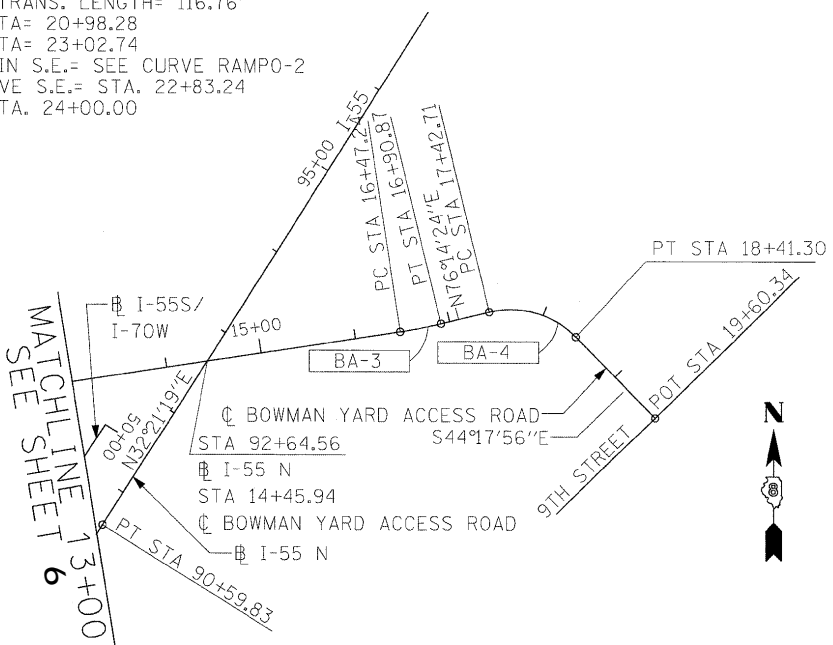 TRANS. LENGTH= 116.76'
TA= 20+98.28
TA= 23+02.74
IN S.E.= SEE CURVE RAMPO-2
VE S.E.= STA. 22+83.24
TA. 24+00.00
95+00
I-55
PC STA 16+47.2
PT STA 16+90.87
N76°14'24"E
PC STA 17+42.71
PT STA 18+41.30
POT STA 19+60.34
9TH STREET
S44°17'56"E
BA-3
BA-4
15+00
℄ BOWMAN YARD ACCESS ROAD
STA 92+64.56
B I-55 N
STA 14+45.94
℄ BOWMAN YARD ACCESS ROAD
B I-55 N
B I-55S/
I-70W
50+00
N32°21'19"E
PT STA 90+59.83
MATCHLINE 13+00
SEE SHEET 6
N
8